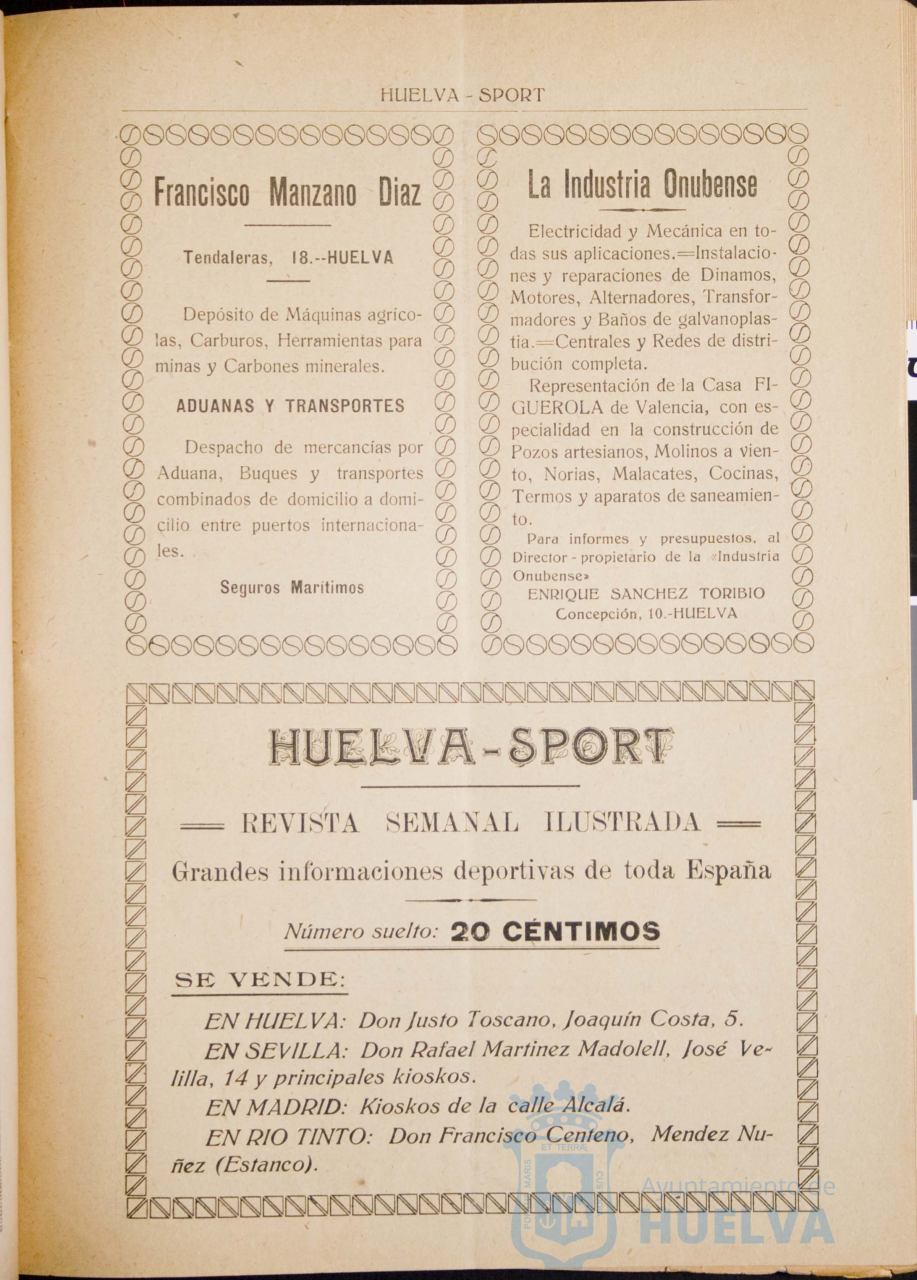 HUELVA - SPORT
Francisco Manzano Diaz
Tendaleras, 18.--HUELVA
Depósito de Máquinas agríco-
las, Carburos, Herramientas para
minas y Carbones minerales.
ADUANAS Y TRANSPORTES
Despacho de mercancías por
Aduana, Buques y transportes
combinados de domicilio a domi-
cilio entre puertos internaciona-
les.
Seguros Marítimos
La Industria Onubense
Electricidad y Mecánica en to-
das sus aplicaciones.=Instalacio-
nes y reparaciones de Dinamos,
Motores, Alternadores, Transfor-
madores y Baños de galvanoplas-
tia.=Centrales y Redes de distri-
bución completa.
Representación de la Casa FI-
GUEROLA de Valencia, con es-
pecialidad en la construcción de
Pozos artesianos, Molinos a vien-
to, Norias, Malacates, Cocinas,
Termos y aparatos de saneamien-
to.
Para informes y presupuestos, al
Director - propietario de la «Industria
Onubense»
ENRIQUE SANCHEZ TORIBIO
Concepción, 10.-HUELVA
HUELVA-SPORT
REVISTA SEMANAL ILUSTRADA
Grandes informaciones deportivas de toda España
Número suelto: 20 CÉNTIMOS
SE VENDE:
EN HUELVA: Don Justo Toscano, Joaquín Costa, 5.
EN SEVILLA: Don Rafael Martinez Madolell, José Ve-
lilla, 14 y principales kioskos.
EN MADRID: Kioskos de la calle Alcalá.
EN RIO TINTO: Don Francisco Centeno, Mendez Nu-
ñez (Estanco).
ET TERRÆ
PORTUS MARIS
CUSTODIA
Ayuntamiento de
HUELVA